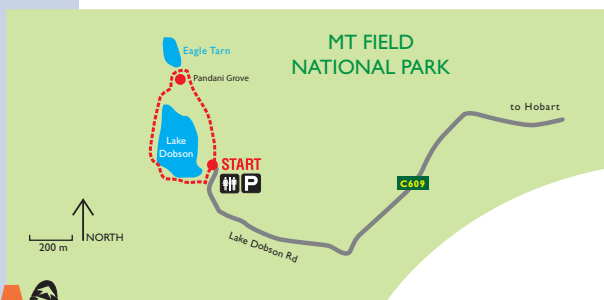 MT FIELD
NATIONAL PARK
Eagle Tarn
Pandani Grove
to Hobart
Lake
Dobson
START
P
C609
Lake Dobson Rd
NORTH
200 m